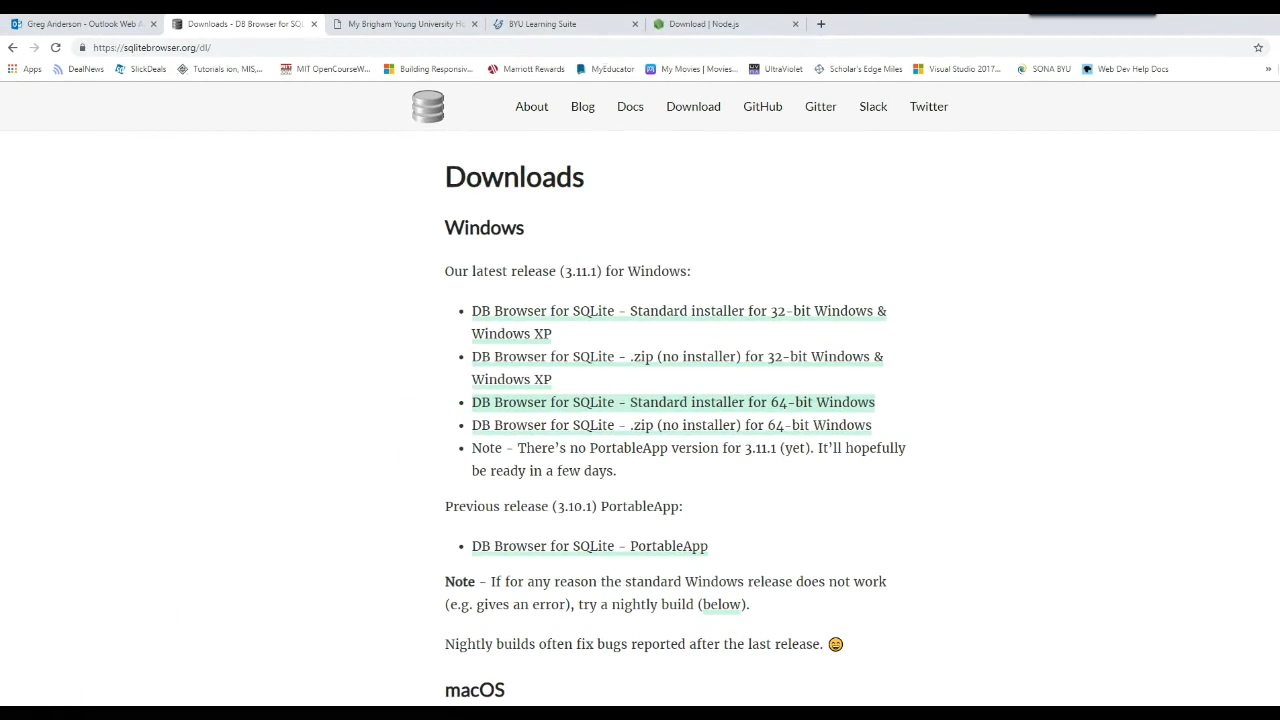 Greg Anderson - Outlook Web A
Downloads - DB Browser for SQL
My Brigham Young University Ho
BYU Learning Suite
Download | Node.js
https://sqlitebrowser.org/dl/
Apps
DealNews
SlickDeals
Tutorials ion, MIS,...
MIT OpenCourseW...
Building Responsiv...
Marriott Rewards
MyEducator
My Movies | Movies...
UltraViolet
Scholar's Edge Miles
Visual Studio 2017...
SONA BYU
Web Dev Help Docs
»
About
Blog
Docs
Download
GitHub
Gitter
Slack
Twitter
Downloads
Windows
Our latest release (3.11.1) for Windows:
• DB Browser for SQLite - Standard installer for 32-bit Windows &
Windows XP
• DB Browser for SQLite - .zip (no installer) for 32-bit Windows &
Windows XP
• DB Browser for SQLite - Standard installer for 64-bit Windows
• DB Browser for SQLite - .zip (no installer) for 64-bit Windows
• Note - There's no PortableApp version for 3.11.1 (yet). It'll hopefully
be ready in a few days.
Previous release (3.10.1) PortableApp:
• DB Browser for SQLite - PortableApp
Note - If for any reason the standard Windows release does not work
(e.g. gives an error), try a nightly build (below).
Nightly builds often fix bugs reported after the last release. 😄
macOS